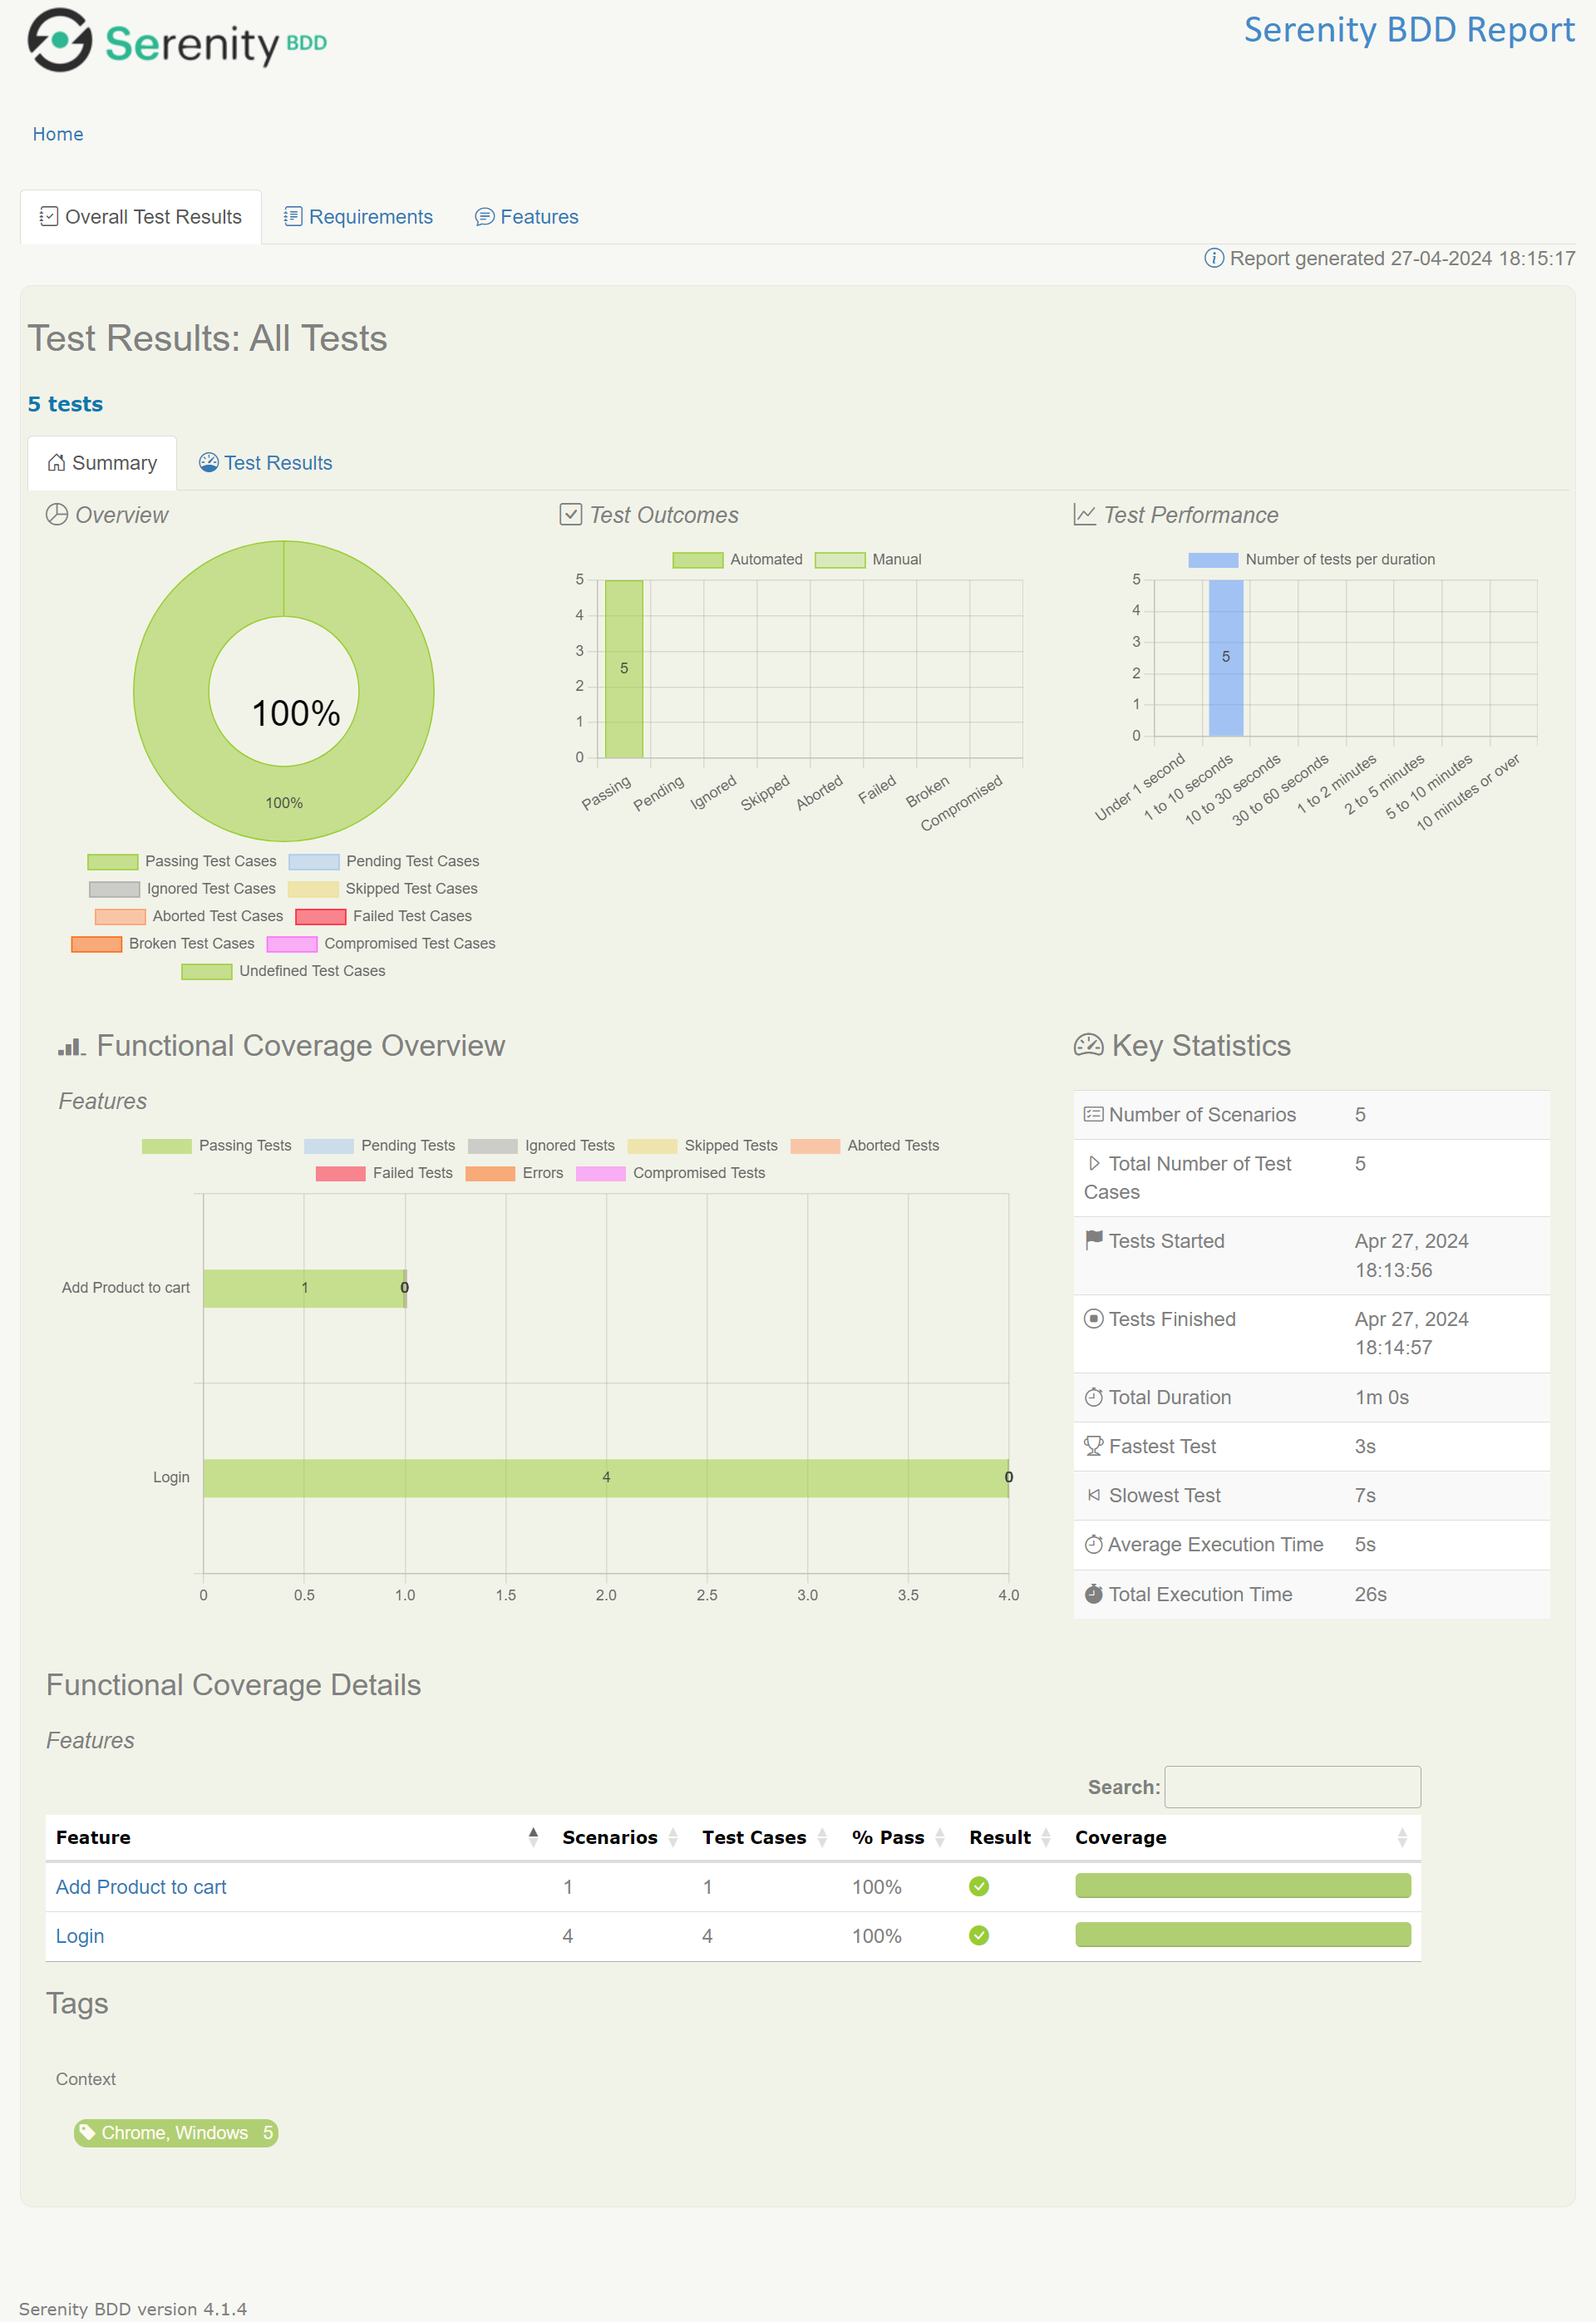 Serenity BDD
Serenity BDD Report
Home
Overall Test Results
Requirements
Features
Report generated 27-04-2024 18:15:17
Test Results: All Tests
5 tests
Summary
Test Results
Overview
100%
100%
Passing Test Cases
Pending Test Cases
Ignored Test Cases
Skipped Test Cases
Aborted Test Cases
Failed Test Cases
Broken Test Cases
Compromised Test Cases
Undefined Test Cases
Test Outcomes
Automated
Manual
5
4
3
2
1
0
5
Passing
Pending
Ignored
Skipped
Aborted
Failed
Broken
Compromised
Test Performance
Number of tests per duration
5
4
3
2
1
0
5
Under 1 second
1 to 10 seconds
10 to 30 seconds
30 to 60 seconds
1 to 2 minutes
2 to 5 minutes
5 to 10 minutes
10 minutes or over
Functional Coverage Overview
Features
Passing Tests
Pending Tests
Ignored Tests
Skipped Tests
Aborted Tests
Failed Tests
Errors
Compromised Tests
Add Product to cart
1
0
Login
4
0
0
0.5
1.0
1.5
2.0
2.5
3.0
3.5
4.0
Key Statistics
Number of Scenarios 5
Total Number of Test 5
Cases
Tests Started Apr 27, 2024
18:13:56
Tests Finished Apr 27, 2024
18:14:57
Total Duration 1m 0s
Fastest Test 3s
Slowest Test 7s
Average Execution Time 5s
Total Execution Time 26s
Functional Coverage Details
Features
Search:
Feature Scenarios Test Cases % Pass Result Coverage
Add Product to cart 1 1 100%
Login 4 4 100%
Tags
Context
Chrome, Windows 5
Serenity BDD version 4.1.4